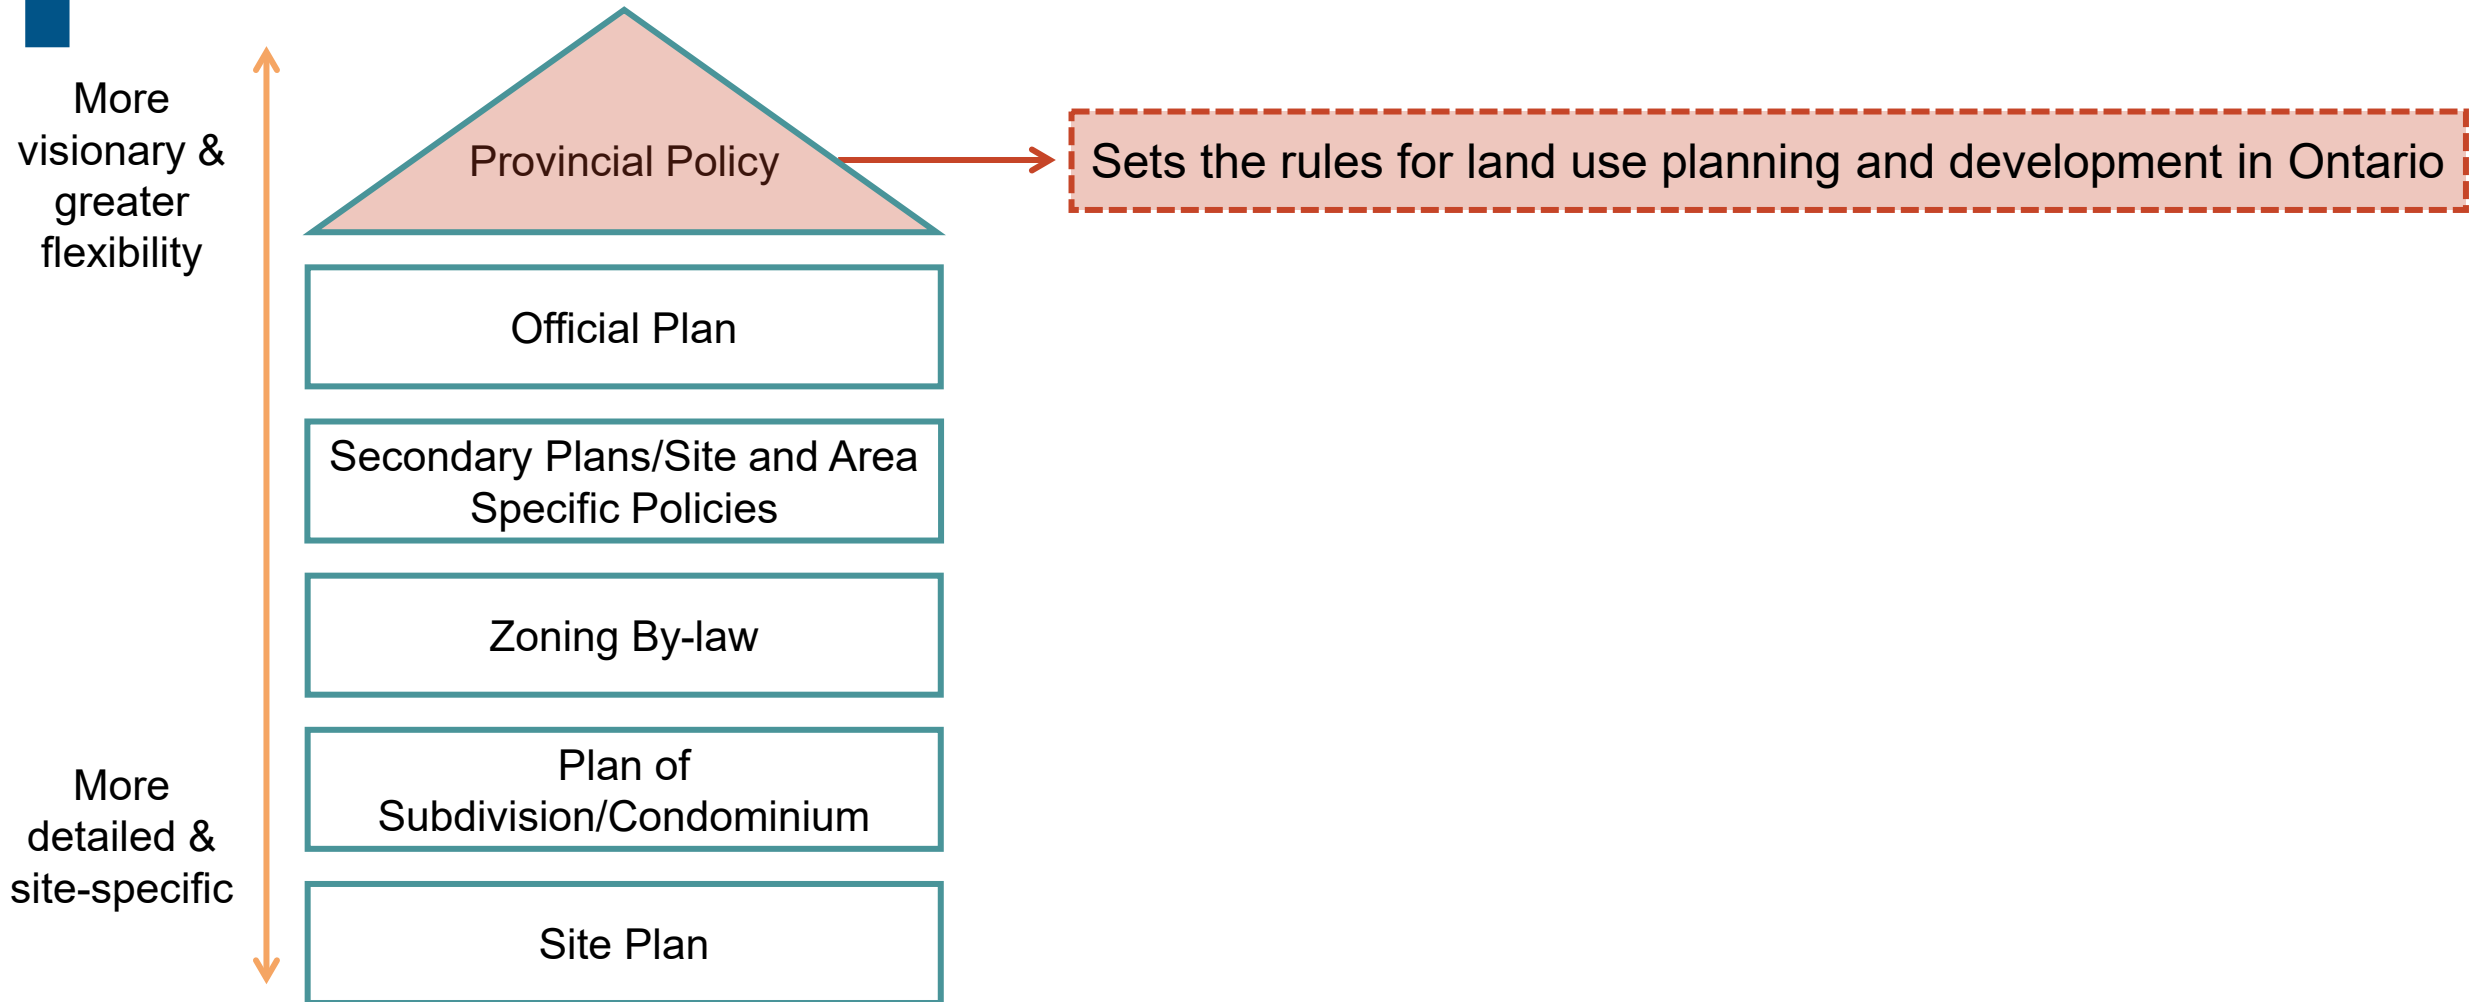 More
visionary &
greater
flexibility
Provincial Policy
Sets the rules for land use planning and development in Ontario
Official Plan
Secondary Plans/Site and Area
Specific Policies
Zoning By-law
Plan of
Subdivision/Condominium
More
detailed &
site-specific
Site Plan